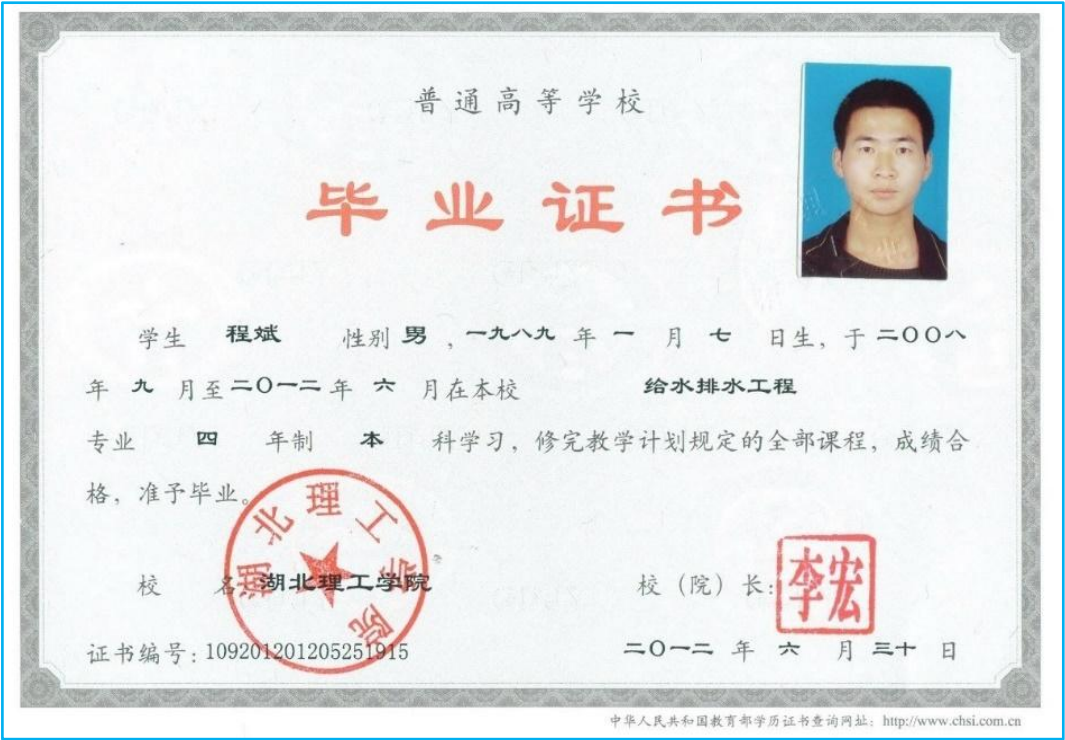 普通高等学校
毕业证书
学生 程斌 性别 男 ，一九八九 年 一 月 七 日生，于 二〇〇八
年 九 月至 二〇一二 年 六 月在本校 给水排水工程
专业 四 年制 本 科学习，修完教学计划规定的全部课程，成绩合
格，准予毕业。
湖北理工学院
校 名 湖北理工学院 校（院）长：
李宏
证书编号：109201201205251915 二〇一二 年 六 月 三十 日
中华人民共和国教育部学历证书查询网址：http://www.chsi.com.cn